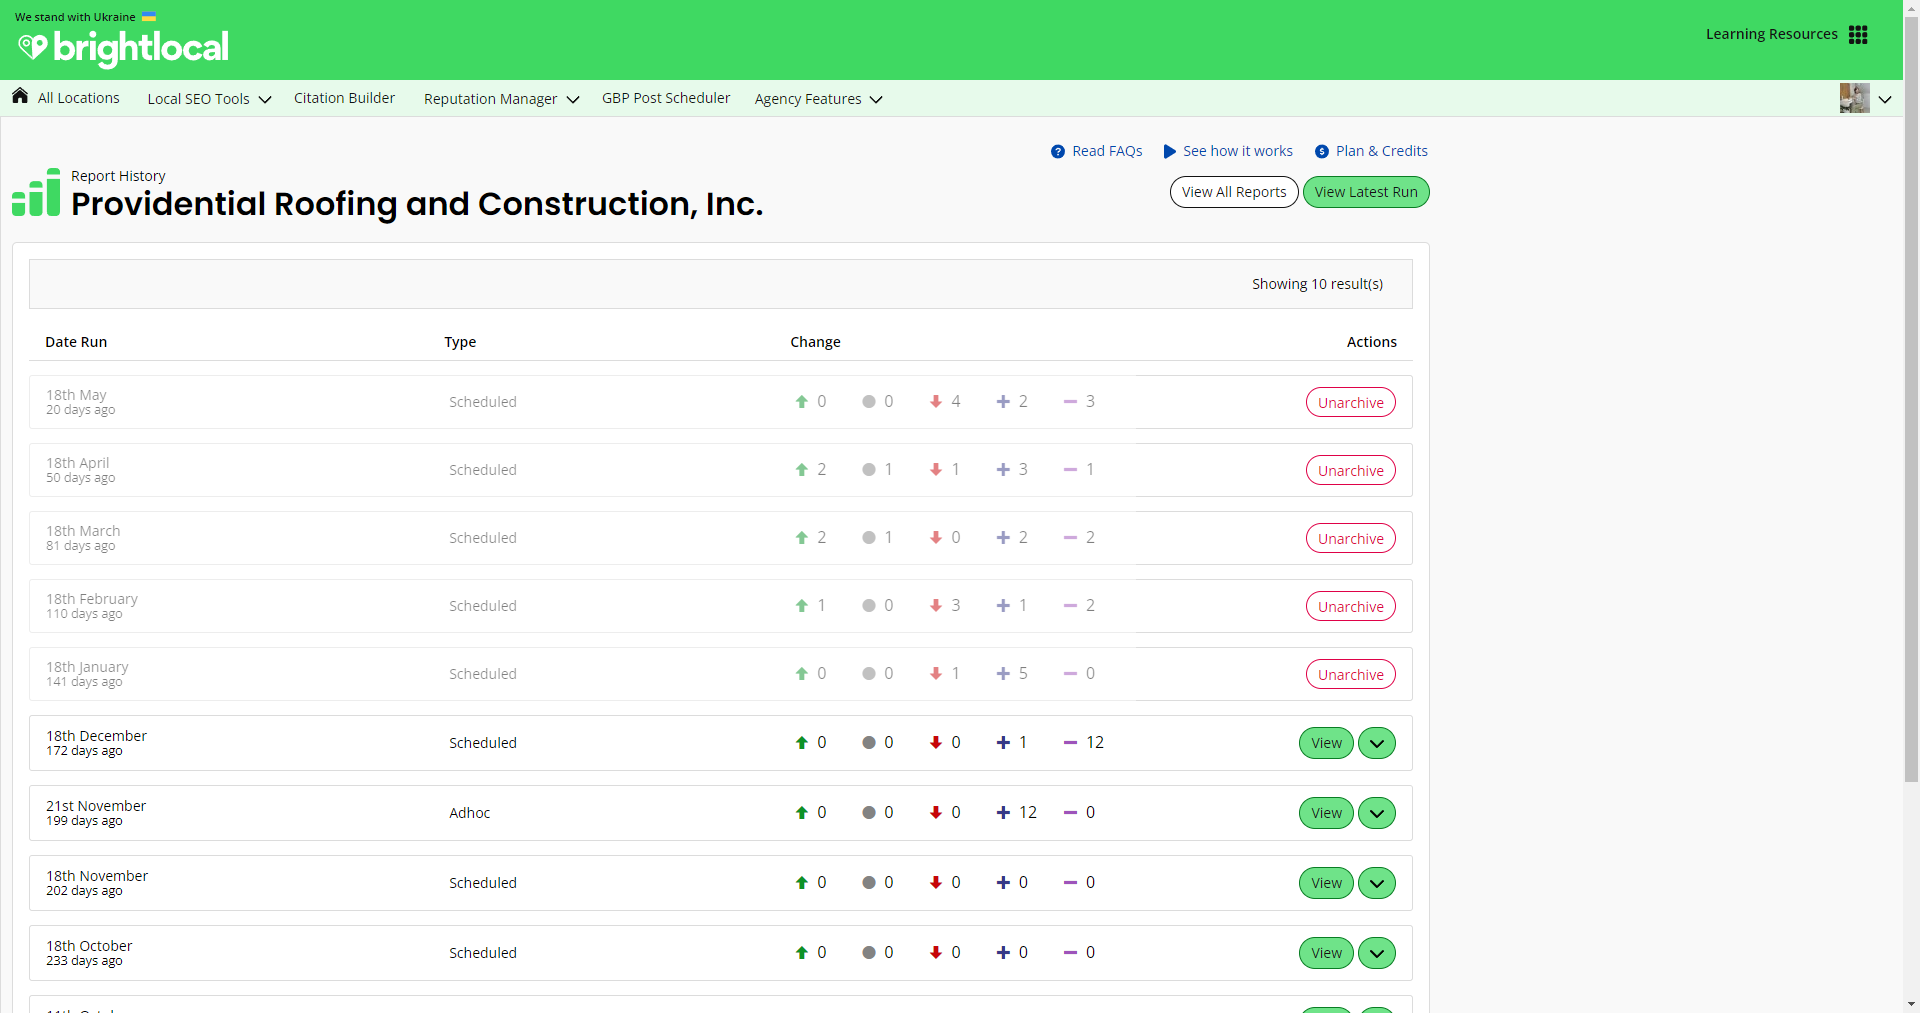 We stand with Ukraine
brightlocal
Learning Resources
All Locations
Local SEO Tools
Citation Builder
Reputation Manager
GBP Post Scheduler
Agency Features
Read FAQs
See how it works
Plan & Credits
Report History
Providential Roofing and Construction, Inc.
View All Reports
View Latest Run
Showing 10 result(s)
Date Run Type Change Actions
18th May
20 days ago
Scheduled 0 0 4 2 3 Unarchive
18th April
50 days ago
Scheduled 2 1 1 3 1 Unarchive
18th March
81 days ago
Scheduled 2 1 0 2 2 Unarchive
18th February
110 days ago
Scheduled 1 0 3 1 2 Unarchive
18th January
141 days ago
Scheduled 0 0 1 5 0 Unarchive
18th December
172 days ago
Scheduled 0 0 0 1 12 View
21st November
199 days ago
Adhoc 0 0 0 12 0 View
18th November
202 days ago
Scheduled 0 0 0 0 0 View
18th October
233 days ago
Scheduled 0 0 0 0 0 View